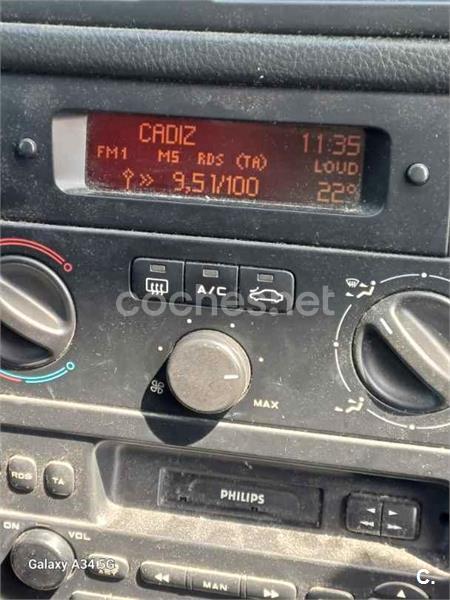 CADIZ
11:35
FM1 M5 RDS (TA)
LOUD
9,5 l/100
22°
A/C
coches.net
MAX
PHILIPS
RDS
TA
ON
VOL
MAN
Galaxy A34 5G
C.